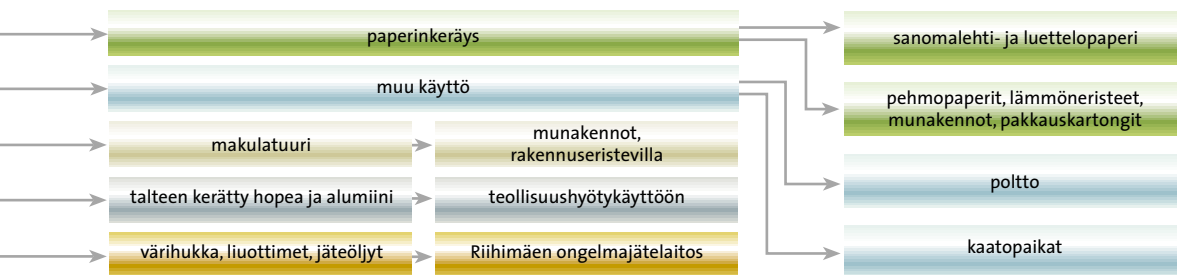 paperinkeräys
sanomalehti- ja luettelopaperi
muu käyttö
pehmopaperit, lämmöneristeet,
munakennot, pakkauskartongit
makulatuuri
munakennot,
rakennuseristevilla
talteen kerätty hopea ja alumiini
teollisuushyötykäyttöön
poltto
värihukka, liuottimet, jäteöljyt
Riihimäen ongelmajätelaitos
kaatopaikat